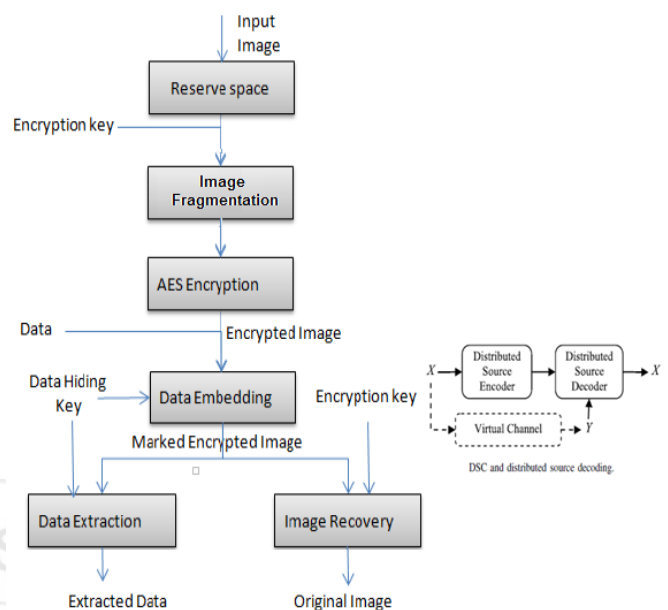 Input
Image
Reserve space
Encryption key
Image
Fragmentation
AES Encryption
Data
Encrypted Image
Data Hiding
Key
Data Embedding
Encryption key
Marked Encrypted Image
Data Extraction
Image Recovery
Extracted Data
Original Image
X
Distributed
Source
Encoder
Distributed
Source
Decoder
X
Virtual Channel
Y
DSC and distributed source decoding.